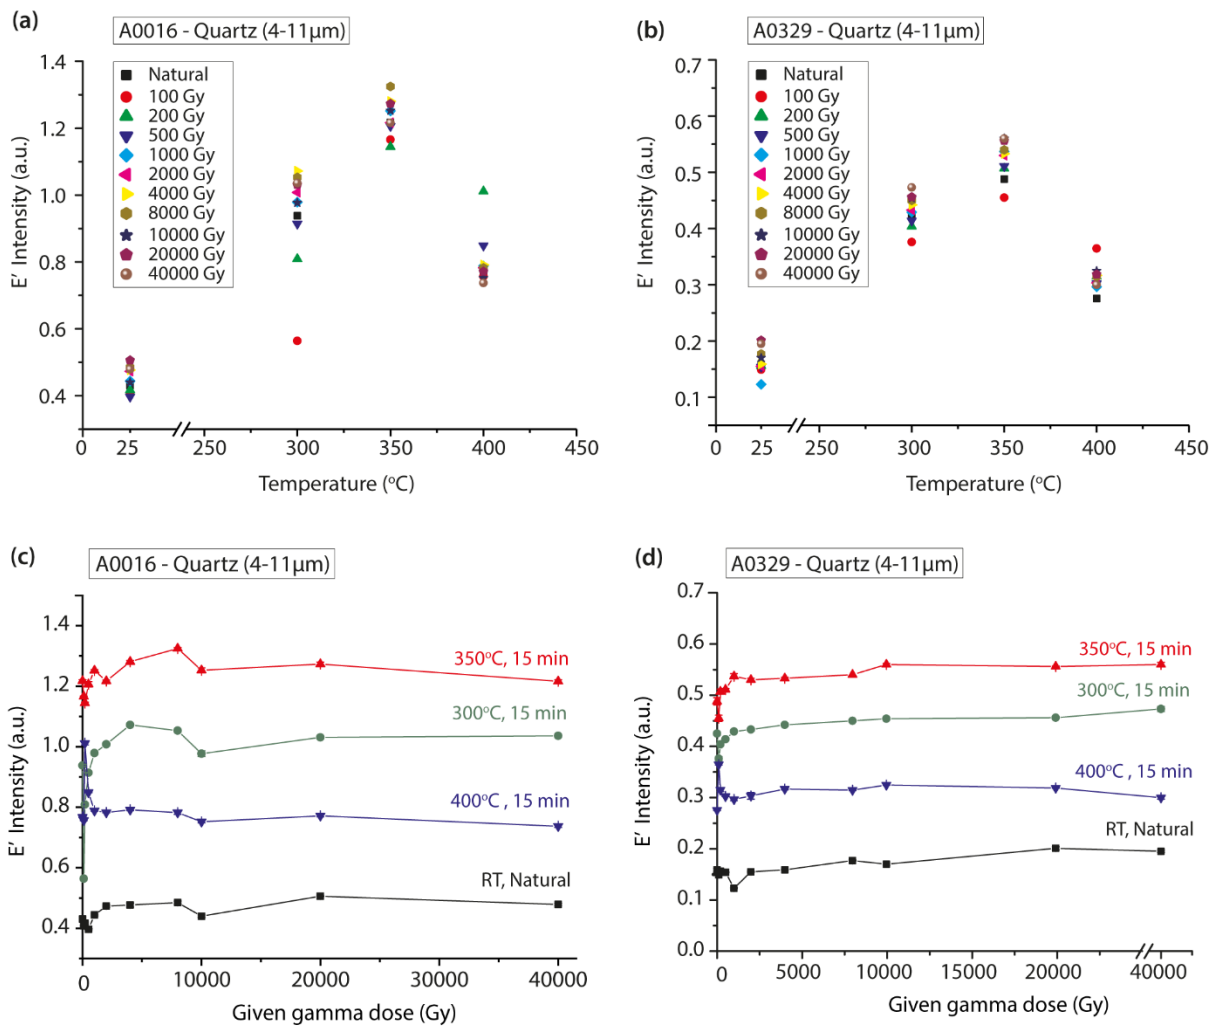 (a)
A0016 - Quartz (4-11μm)
1.4
1.2
1.0
0.8
0.6
0.4
E′ Intensity (a.u.)
Natural
100 Gy
200 Gy
500 Gy
1000 Gy
2000 Gy
4000 Gy
8000 Gy
10000 Gy
20000 Gy
40000 Gy
0 25 250 300 350 400 450
Temperature (°C)
(b)
A0329 - Quartz (4-11μm)
0.7
0.6
0.5
0.4
0.3
0.2
0.1
E′ Intensity (a.u.)
Natural
100 Gy
200 Gy
500 Gy
1000 Gy
2000 Gy
4000 Gy
8000 Gy
10000 Gy
20000 Gy
40000 Gy
0 25 250 300 350 400 450
Temperature (°C)
(c)
A0016 - Quartz (4-11μm)
1.4
1.2
1.0
0.8
0.6
0.4
E′ Intensity (a.u.)
350°C, 15 min
300°C, 15 min
400°C , 15 min
RT, Natural
0 10000 20000 30000 40000
Given gamma dose (Gy)
(d)
A0329 - Quartz (4-11μm)
0.7
0.6
0.5
0.4
0.3
0.2
0.1
0.0
E′ Intensity (a.u.)
350°C, 15 min
300°C, 15 min
400°C , 15 min
RT, Natural
0 5000 10000 15000 20000 40000
Given gamma dose (Gy)